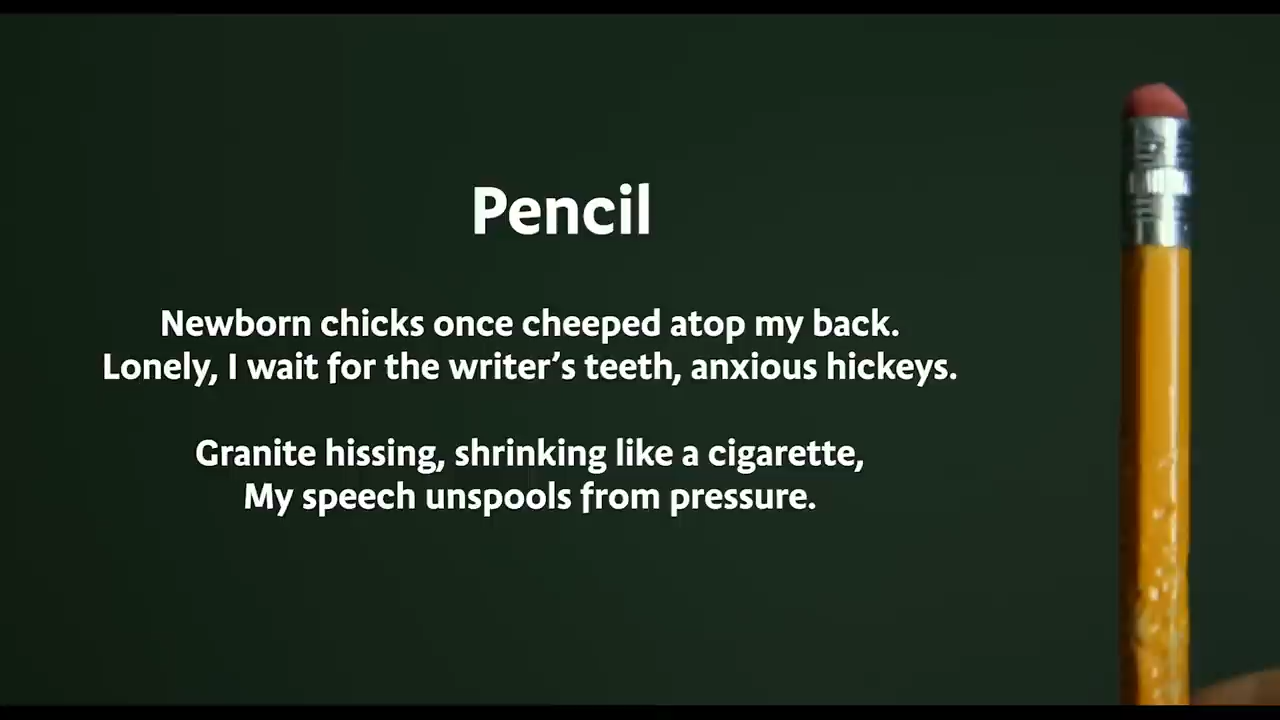 Pencil
Newborn chicks once cheeped atop my back.
Lonely, I wait for the writer’s teeth, anxious hickeys.
Granite hissing, shrinking like a cigarette,
My speech unspools from pressure.